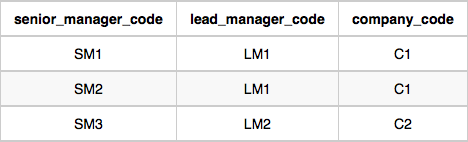 senior_manager_code lead_manager_code company_code
SM1 LM1 C1
SM2 LM1 C1
SM3 LM2 C2